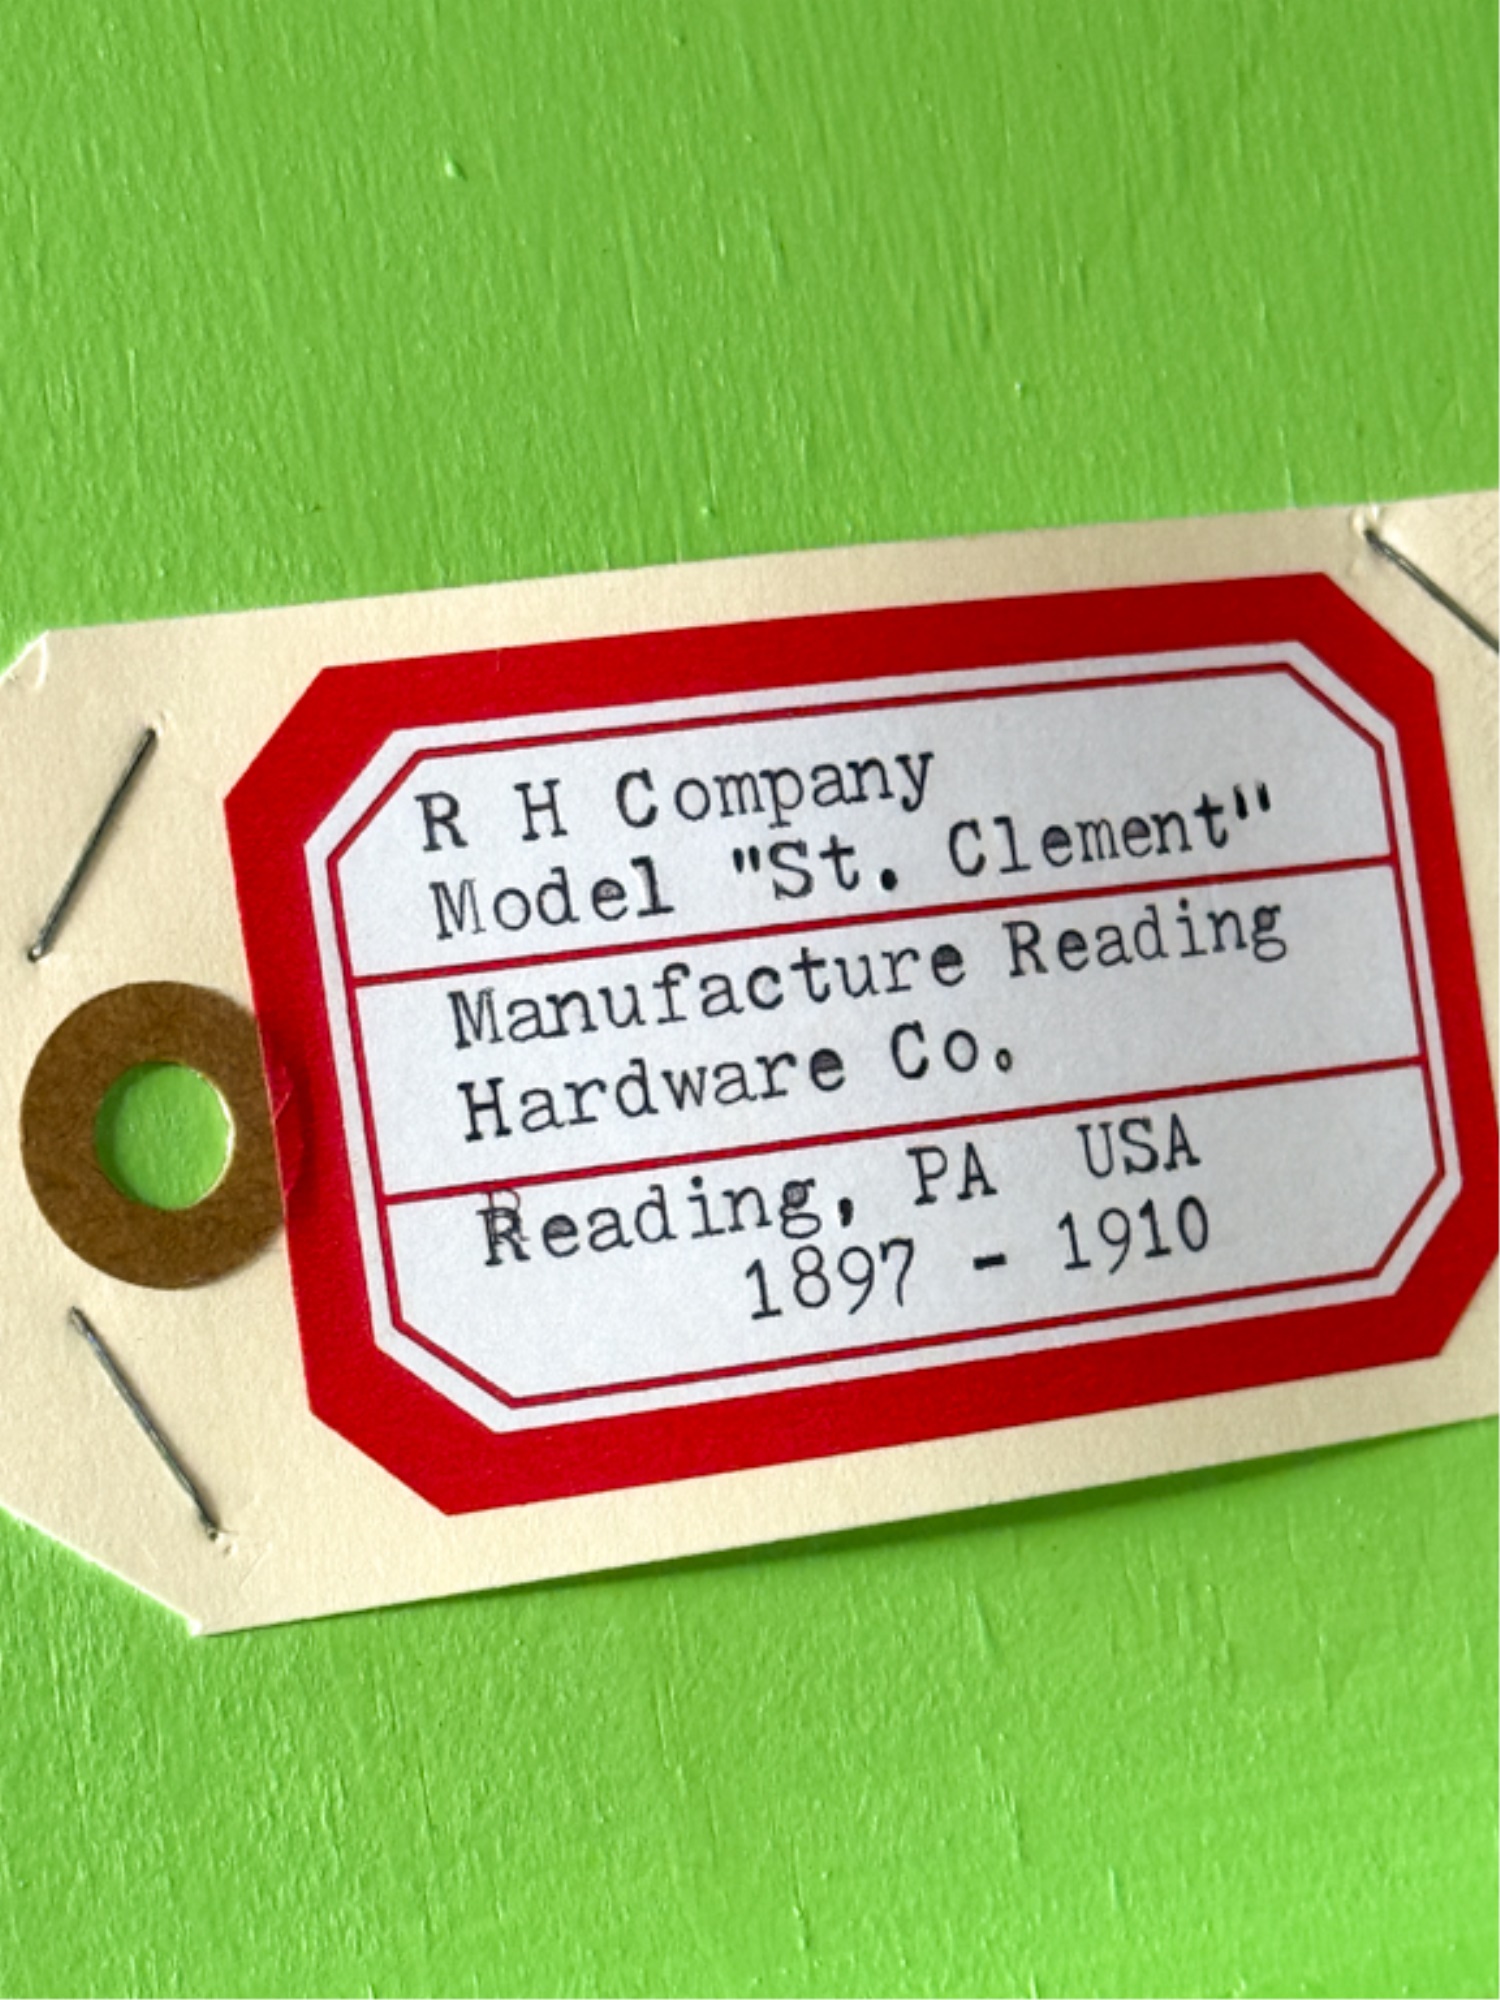 R H Company
Model "St. Clement"
Manufacture Reading
Hardware Co.
Reading, PA USA
1897 - 1910